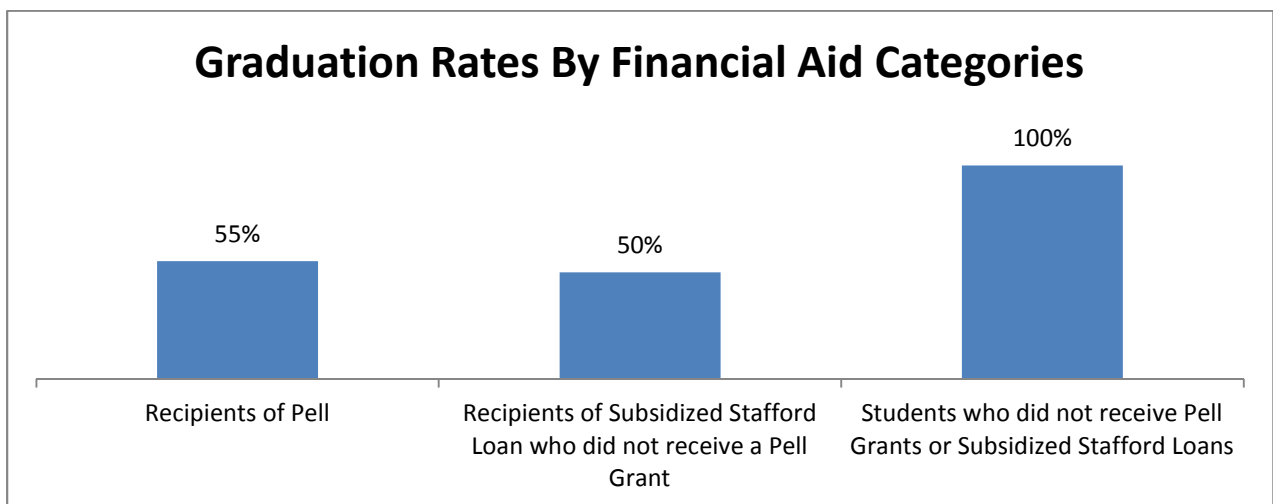 Graduation Rates By Financial Aid Categories
100%
55%
50%
Recipients of Pell
Recipients of Subsidized Stafford
Loan who did not receive a Pell
Grant
Students who did not receive Pell
Grants or Subsidized Stafford Loans